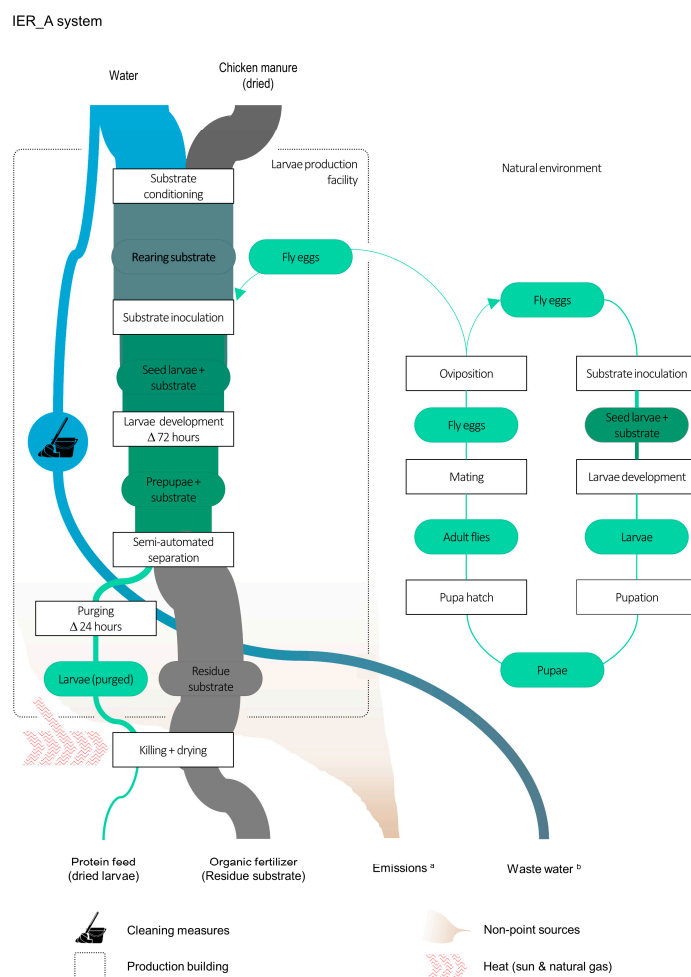 IER_A system
Water
Chicken manure
(dried)
Larvae production
facility
Natural environment
Substrate
conditioning
Rearing substrate
Fly eggs
Fly eggs
Substrate inoculation
Seed larvae +
substrate
Oviposition
Substrate inoculation
Larvae development
Δ 72 hours
Fly eggs
Seed larvae +
substrate
Prepupae +
substrate
Mating
Larvae development
Semi-automated
separation
Adult flies
Larvae
Purging
Δ 24 hours
Pupa hatch
Pupation
Larvae (purged)
Residue
substrate
Pupae
Killing + drying
Protein feed
(dried larvae)
Organic fertilizer
(Residue substrate)
Emissions ᵃ
Waste water ᵇ
Cleaning measures
Non-point sources
Production building
Heat (sun & natural gas)